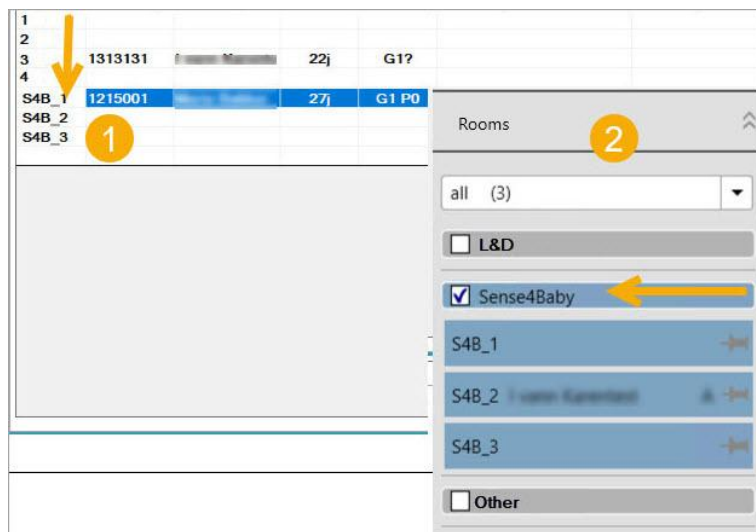 1
2
3 1313131 22j G1?
4
S4B_1 1215001 27j G1 P0
S4B_2
S4B_3
1
Rooms
2
all (3)
L&D
Sense4Baby
S4B_1
S4B_2 A
S4B_3
Other